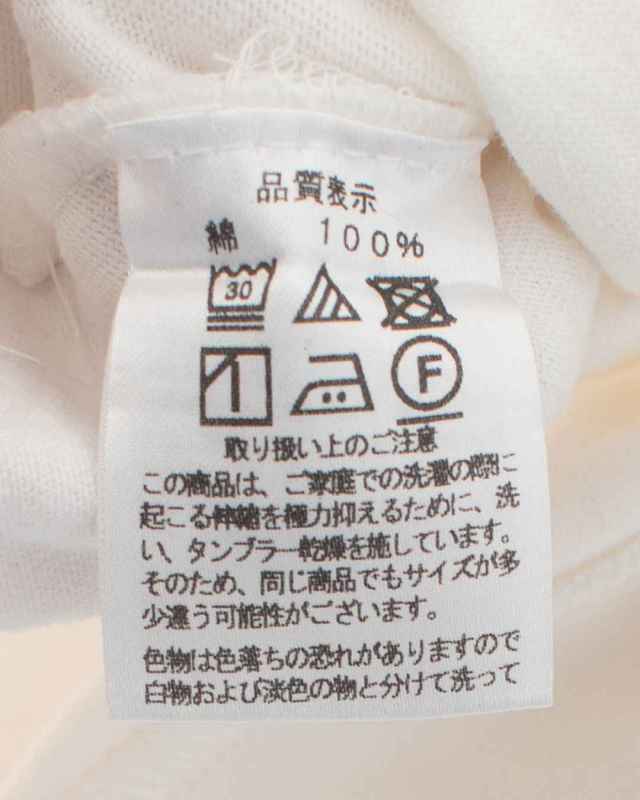 品質表示
綿 100%
30
F
取り扱い上のご注意
この商品は、ご家庭での洗濯の際に
起こる伸縮を極力抑えるために、洗
い、タンブラー乾燥を施しています。
そのため、同じ商品でもサイズが多
少違う可能性がございます。
色物は色落ちの恐れがありますので
白物および淡色の物と分けて洗って